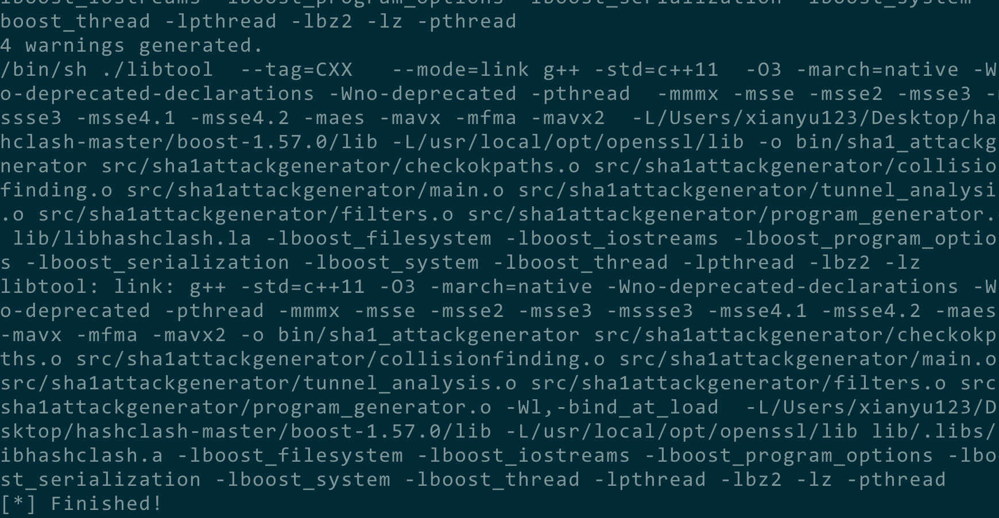 lboost_iostreams -lboost_program_options -lboost_serialization -lboost_system
boost_thread -lpthread -lbz2 -lz -pthread
4 warnings generated.
/bin/sh ./libtool  --tag=CXX   --mode=link g++ -std=c++11  -O3 -march=native -W
o-deprecated-declarations -Wno-deprecated -pthread  -mmmx -msse -msse2 -msse3 -
ssse3 -msse4.1 -msse4.2 -maes -mavx -mfma -mavx2  -L/Users/xianyu123/Desktop/ha
hclash-master/boost-1.57.0/lib -L/usr/local/opt/openssl/lib -o bin/sha1_attackg
nerator src/sha1attackgenerator/checkokpaths.o src/sha1attackgenerator/collisio
finding.o src/sha1attackgenerator/main.o src/sha1attackgenerator/tunnel_analysi
.o src/sha1attackgenerator/filters.o src/sha1attackgenerator/program_generator.
 lib/libhashclash.la -lboost_filesystem -lboost_iostreams -lboost_program_optio
s -lboost_serialization -lboost_system -lboost_thread -lpthread -lbz2 -lz
libtool: link: g++ -std=c++11 -O3 -march=native -Wno-deprecated-declarations -W
o-deprecated -pthread -mmmx -msse -msse2 -msse3 -mssse3 -msse4.1 -msse4.2 -maes
-mavx -mfma -mavx2 -o bin/sha1_attackgenerator src/sha1attackgenerator/checkokp
ths.o src/sha1attackgenerator/collisionfinding.o src/sha1attackgenerator/main.o
src/sha1attackgenerator/tunnel_analysis.o src/sha1attackgenerator/filters.o src
sha1attackgenerator/program_generator.o -Wl,-bind_at_load  -L/Users/xianyu123/D
sktop/hashclash-master/boost-1.57.0/lib -L/usr/local/opt/openssl/lib lib/.libs/
ibhashclash.a -lboost_filesystem -lboost_iostreams -lboost_program_options -lbo
st_serialization -lboost_system -lboost_thread -lpthread -lbz2 -lz -pthread
[*] Finished!